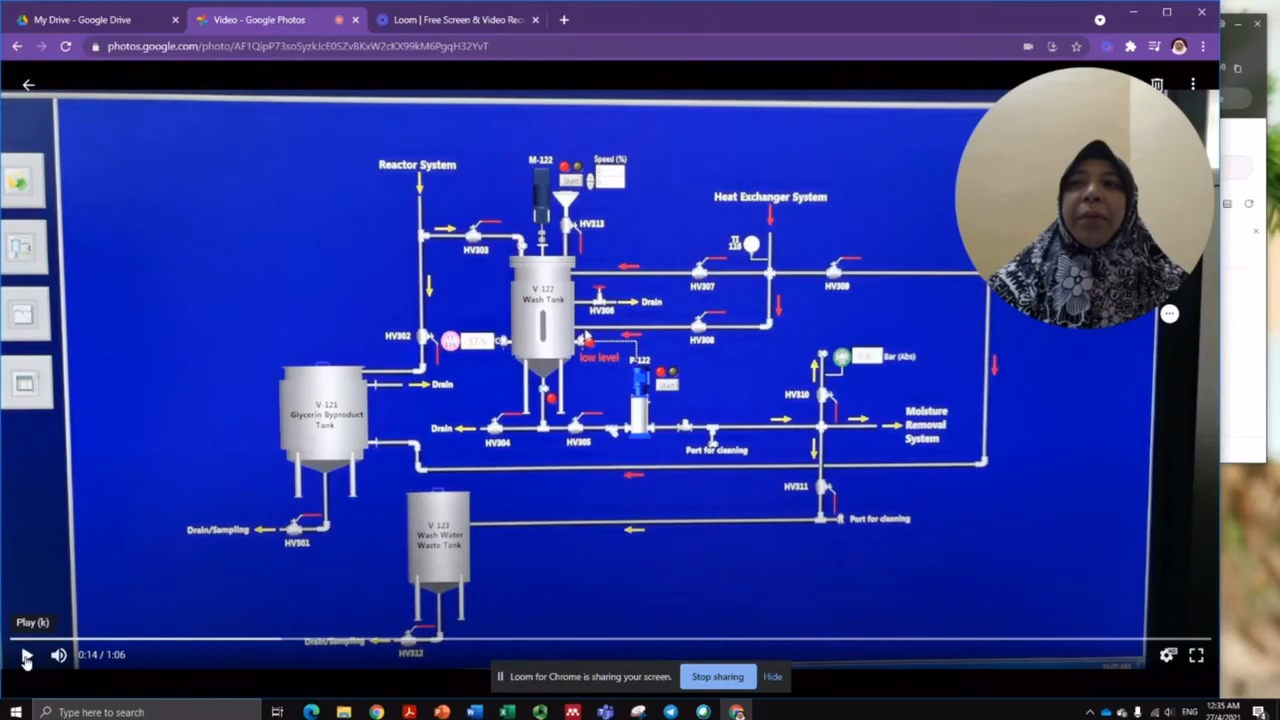 My Drive - Google Drive
Video - Google Photos
Loom | Free Screen & Video Rec
photos.google.com/photo/AF1QipP73soSyzkJcE0SZvBKxW2cKX99kM6PgqH32YvT
Reactor System
M-122
Speed (%)
Start
HV313
Heat Exchanger System
HV303
TI
116
V-122
Wash Tank
HV307
HV309
HV306
Drain
HV302
HV308
low level
P-122
Start
Bar (Abs)
Drain
HV310
V-121
Glycerin Byproduct
Tank
Moisture
Removal
System
Drain
HV304
HV305
Port for cleaning
HV311
Port for cleaning
V-123
Wash Water
Waste Tank
Drain/Sampling
HV301
Play (k)
Drain/Sampling
HV312
0:14 / 1:06
Loom for Chrome is sharing your screen.
Stop sharing
Hide
Type here to search
ENG
12:35 AM
27/4/2021